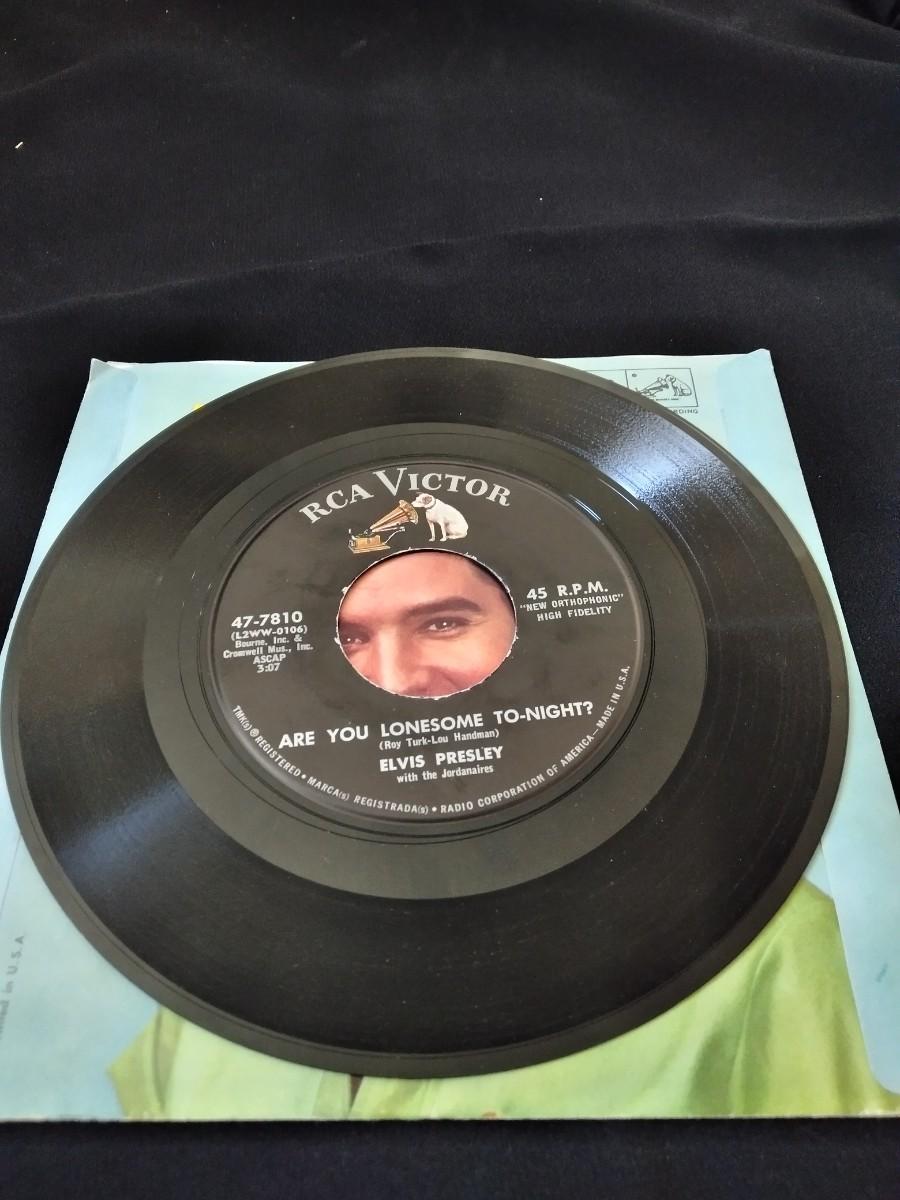 RCA VICTOR
47-7810
(L2WW-0106)
Bourne, Inc. &
Cromwell Mus., Inc.
ASCAP
3:07
45 R.P.M.
"NEW ORTHOPHONIC"
HIGH FIDELITY
ARE YOU LONESOME TO-NIGHT?
(Roy Turk-Lou Handman)
ELVIS PRESLEY
with the Jordanaires
TMK(s) ® REGISTERED • MARCA(s) REGISTRADA(s) • RADIO CORPORATION OF AMERICA—MADE IN U.S.A.
in U.S.A